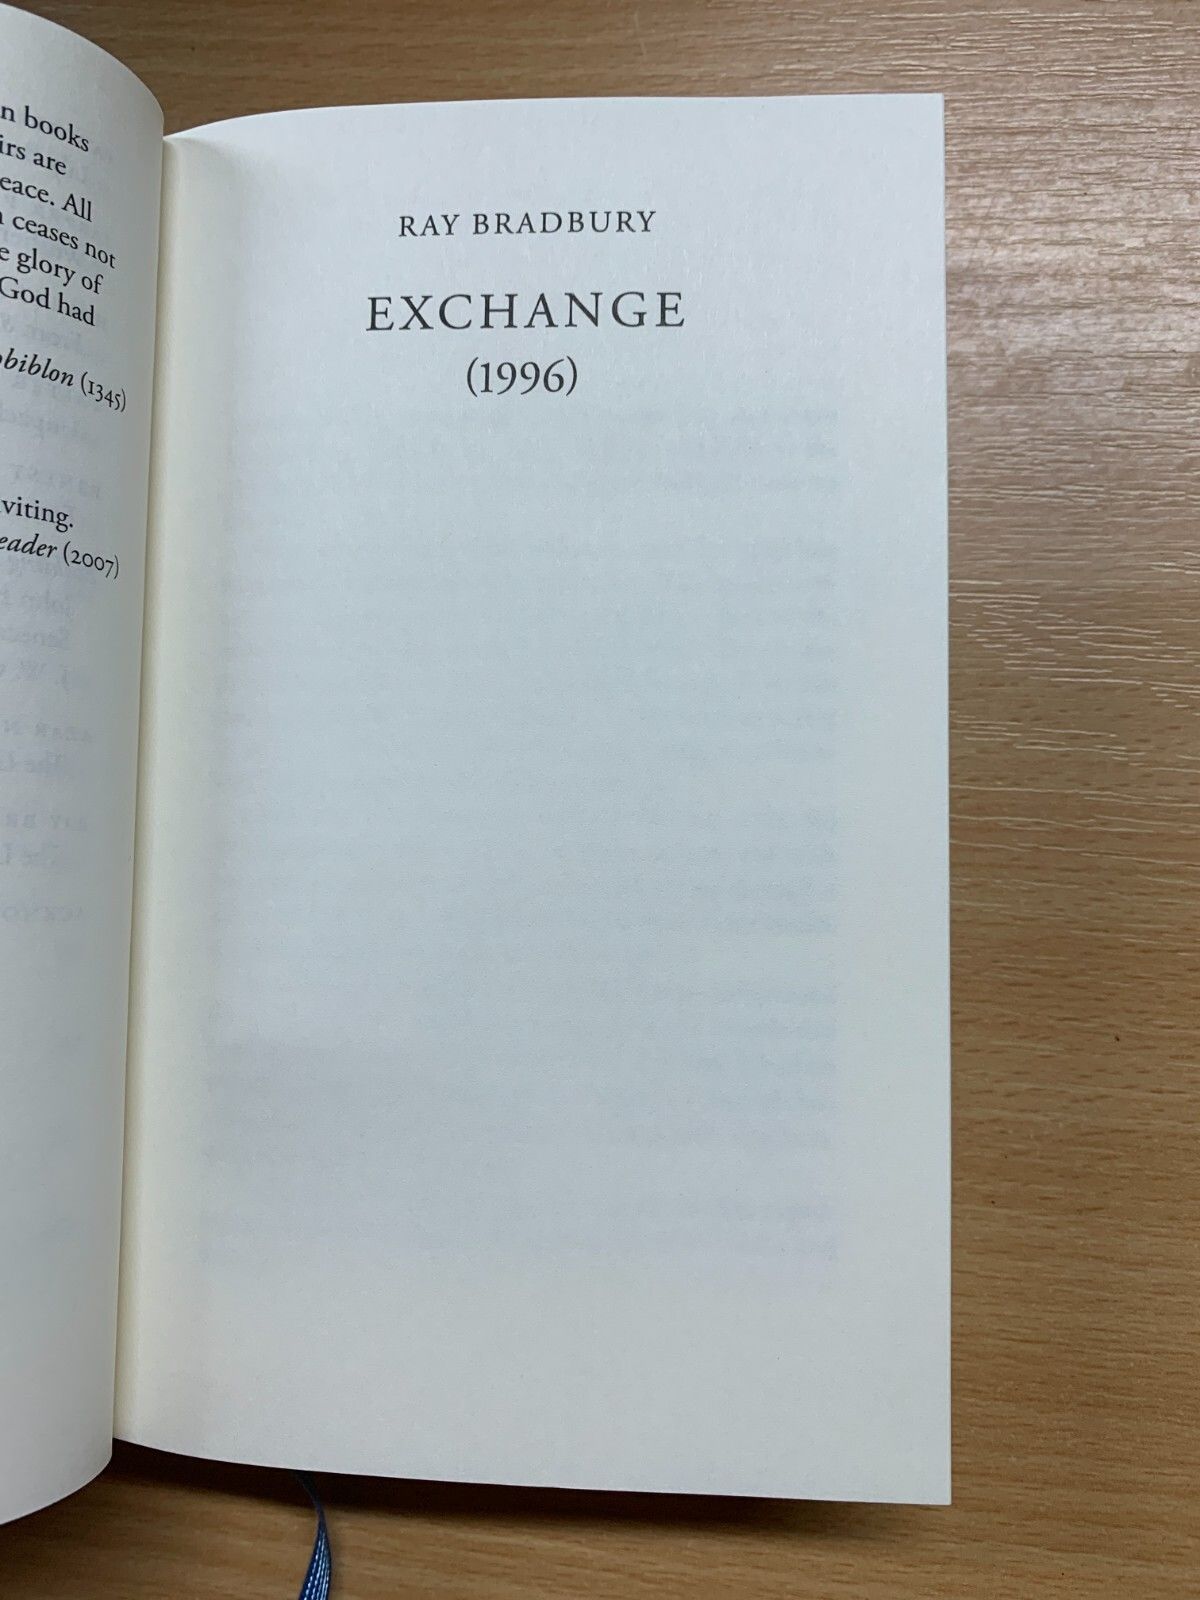 n books
irs are
eace. All
ceases not
e glory of
God had
obiblon (1345)
viting.
eader (2007)
RAY BRADBURY
EXCHANGE
(1996)